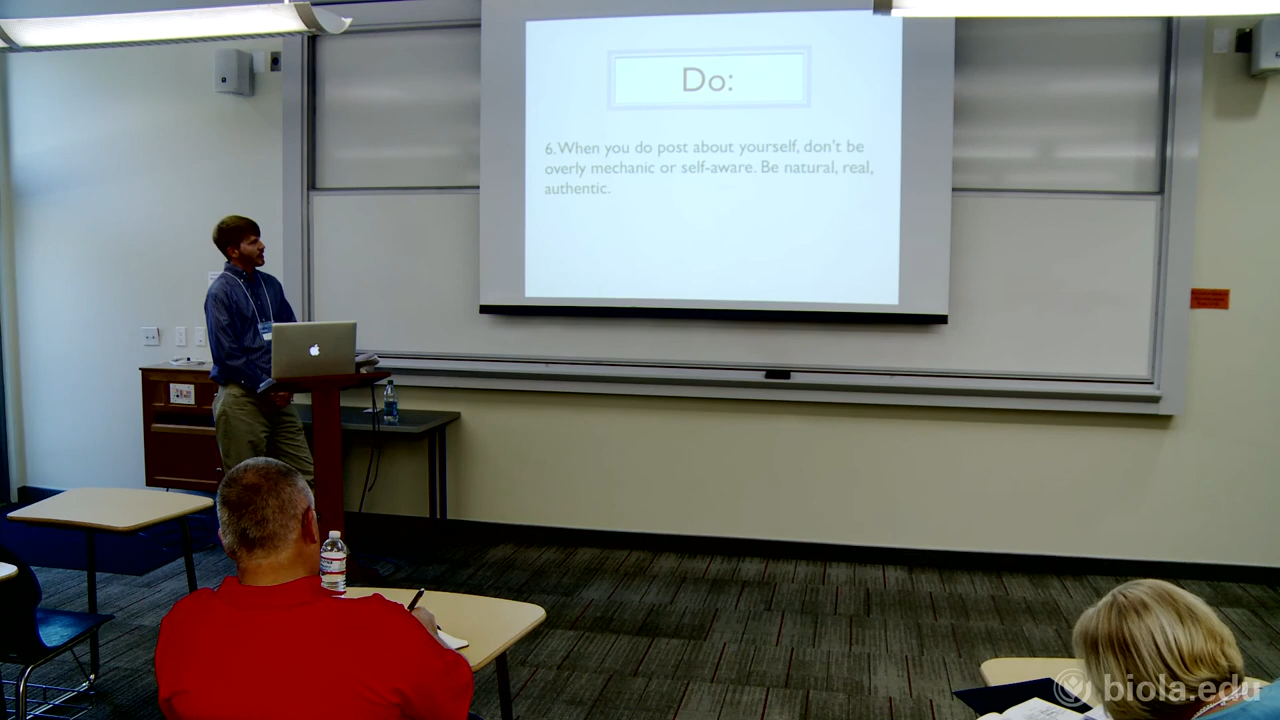 Do:
6. When you do post about yourself, don't be
overly mechanic or self-aware. Be natural, real,
authentic.
biola.edu